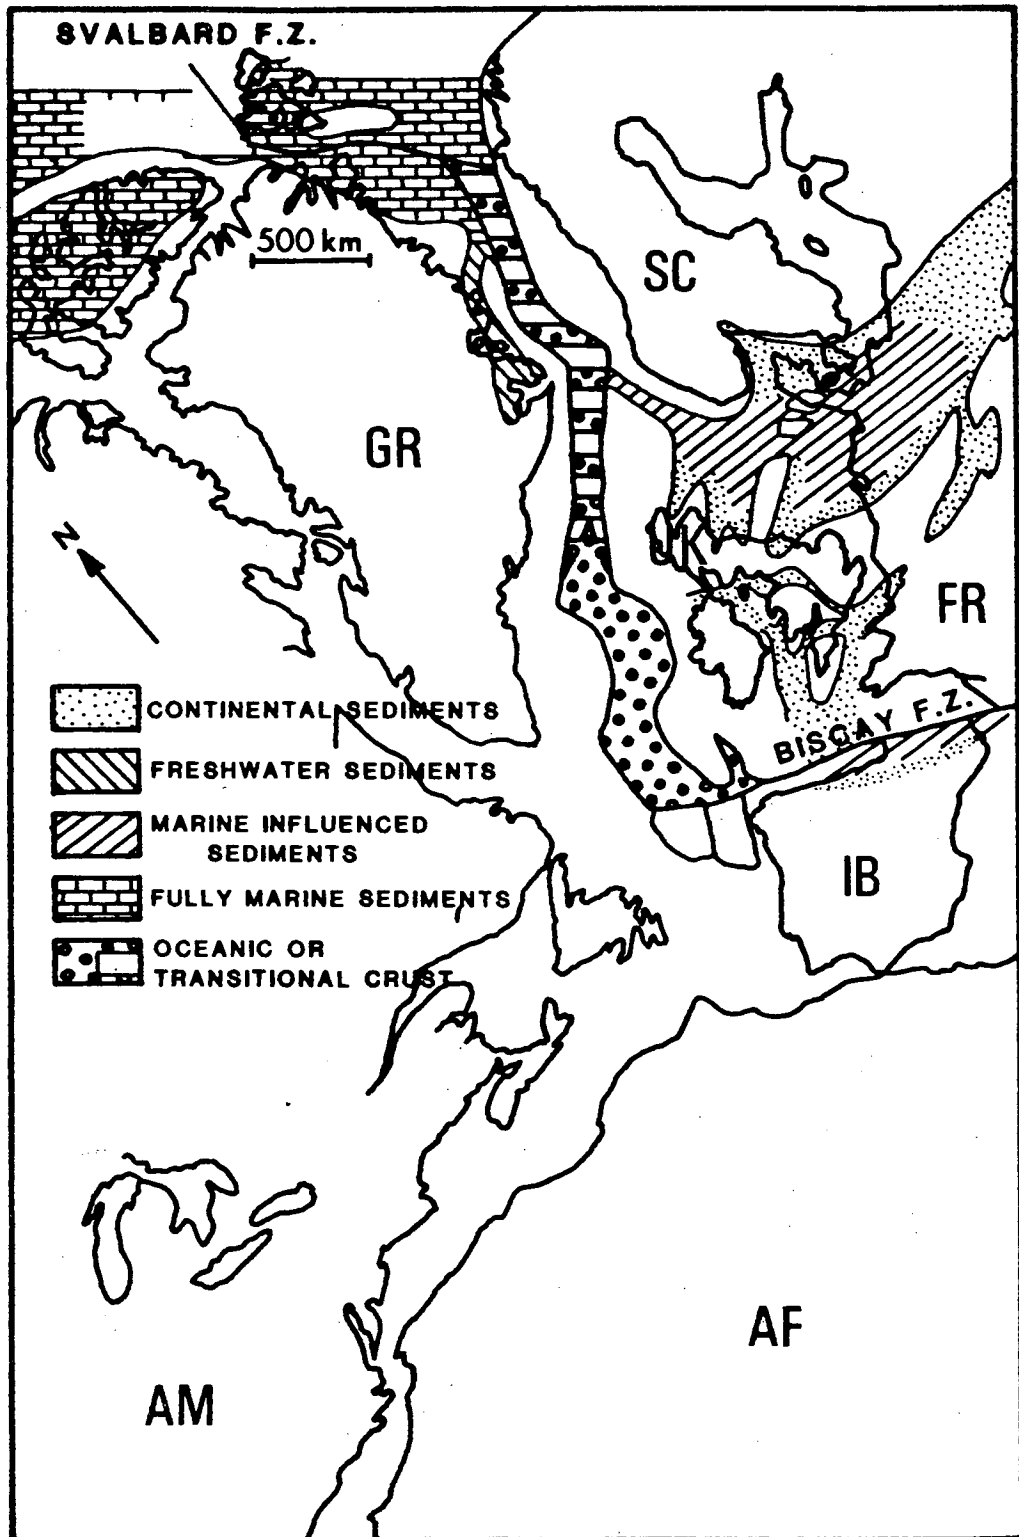 SVALBARD F.Z.
500 km
SC
GR
N
UK
FR
CONTINENTAL SEDIMENTS
FRESHWATER SEDIMENTS
BISCAY F.Z.
MARINE INFLUENCED
SEDIMENTS
IB
FULLY MARINE SEDIMENTS
OCEANIC OR
TRANSITIONAL CRUST
AF
AM